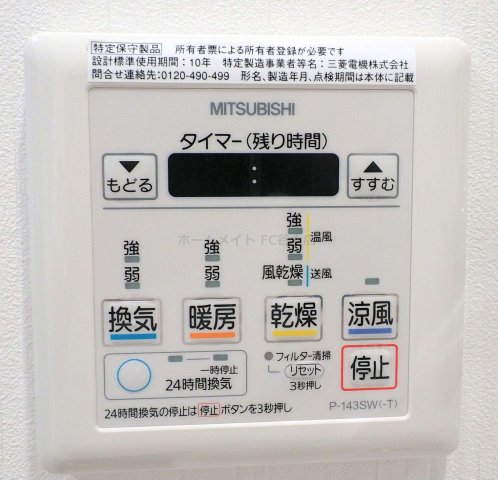 特定保守製品 所有者票による所有者登録が必要です
設計標準使用期間：10年 特定製造事業者等名：三菱電機株式会社
問合せ連絡先：0120-490-499 形名、製造年月、点検期間は本体に記載
MITSUBISHI
タイマー(残り時間)
▼ : ▲
もどる すすむ
強
ホームメイト FC
温風
強 強 弱
弱 弱 風乾燥 送風
換気 暖房 乾燥 涼風
フィルター清掃
一時停止 リセット 停止
24時間換気 3秒押し
24時間換気の停止は 停止 ボタンを3秒押し P-143SW(-T)